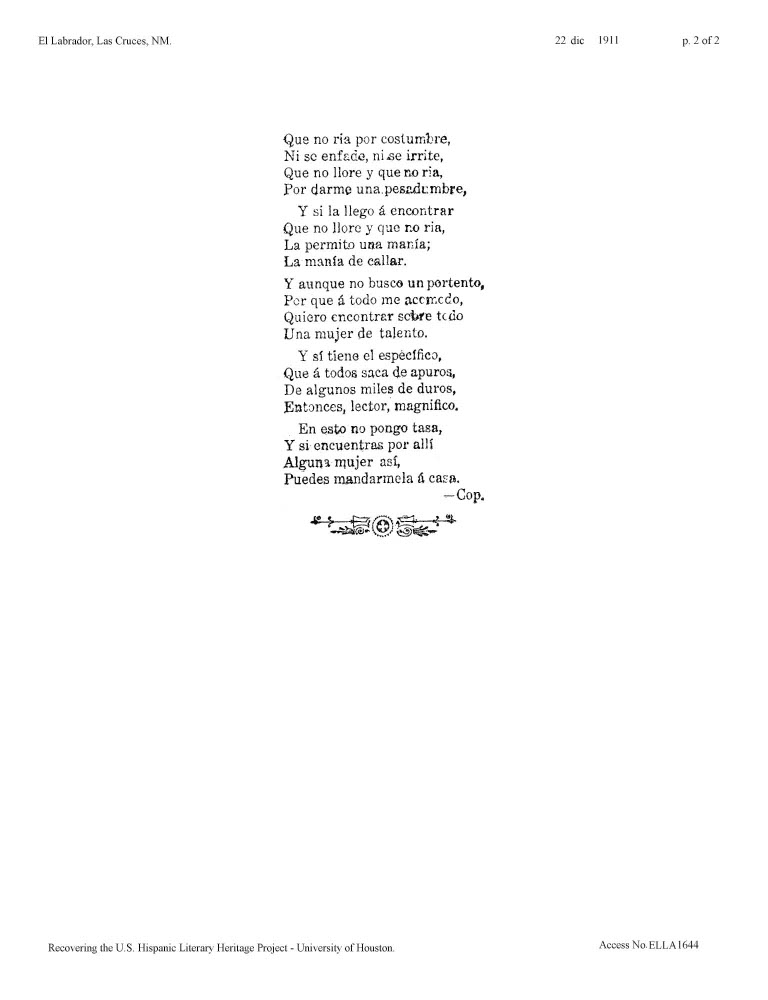 El Labrador, Las Cruces, NM. 22 dic 1911 p. 2 of 2
Que no ria por costumbre,
Ni se enfade, ni se irrite,
Que no llore y que no ria,
Por darme una pesadumbre,
Y si la llego á encontrar
Que no llore y que no ria,
La permito una manía;
La manía de callar.
Y aunque no busco un portento,
Por que á todo me acomodo,
Quiero encontrar sobre todo
Una mujer de talento.
Y sí tiene el específico,
Que á todos saca de apuros,
De algunos miles de duros,
Entonces, lector, magnifico.
En esto no pongo tasa,
Y si encuentras por allí
Alguna mujer así,
Puedes mandarmela á casa.
—Cop.
Recovering the U.S. Hispanic Literary Heritage Project - University of Houston. Access No. ELLA1644